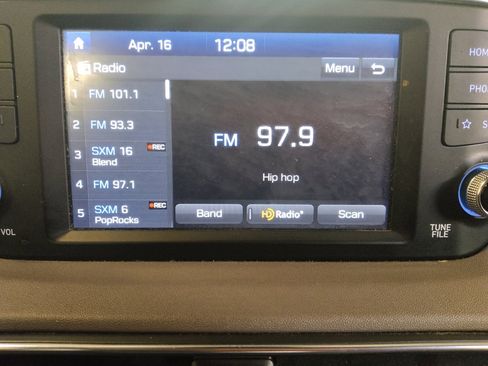 Apr. 16 12:08
Radio Menu
1 FM 101.1
2 FM 93.3
3 SXM 16 REC
Blend
4 FM 97.1
5 SXM 6 REC
PopRocks
FM 97.9
Hip hop
Band HD Radio Scan
VOL
HOM
PHO
S
TUNE
FILE